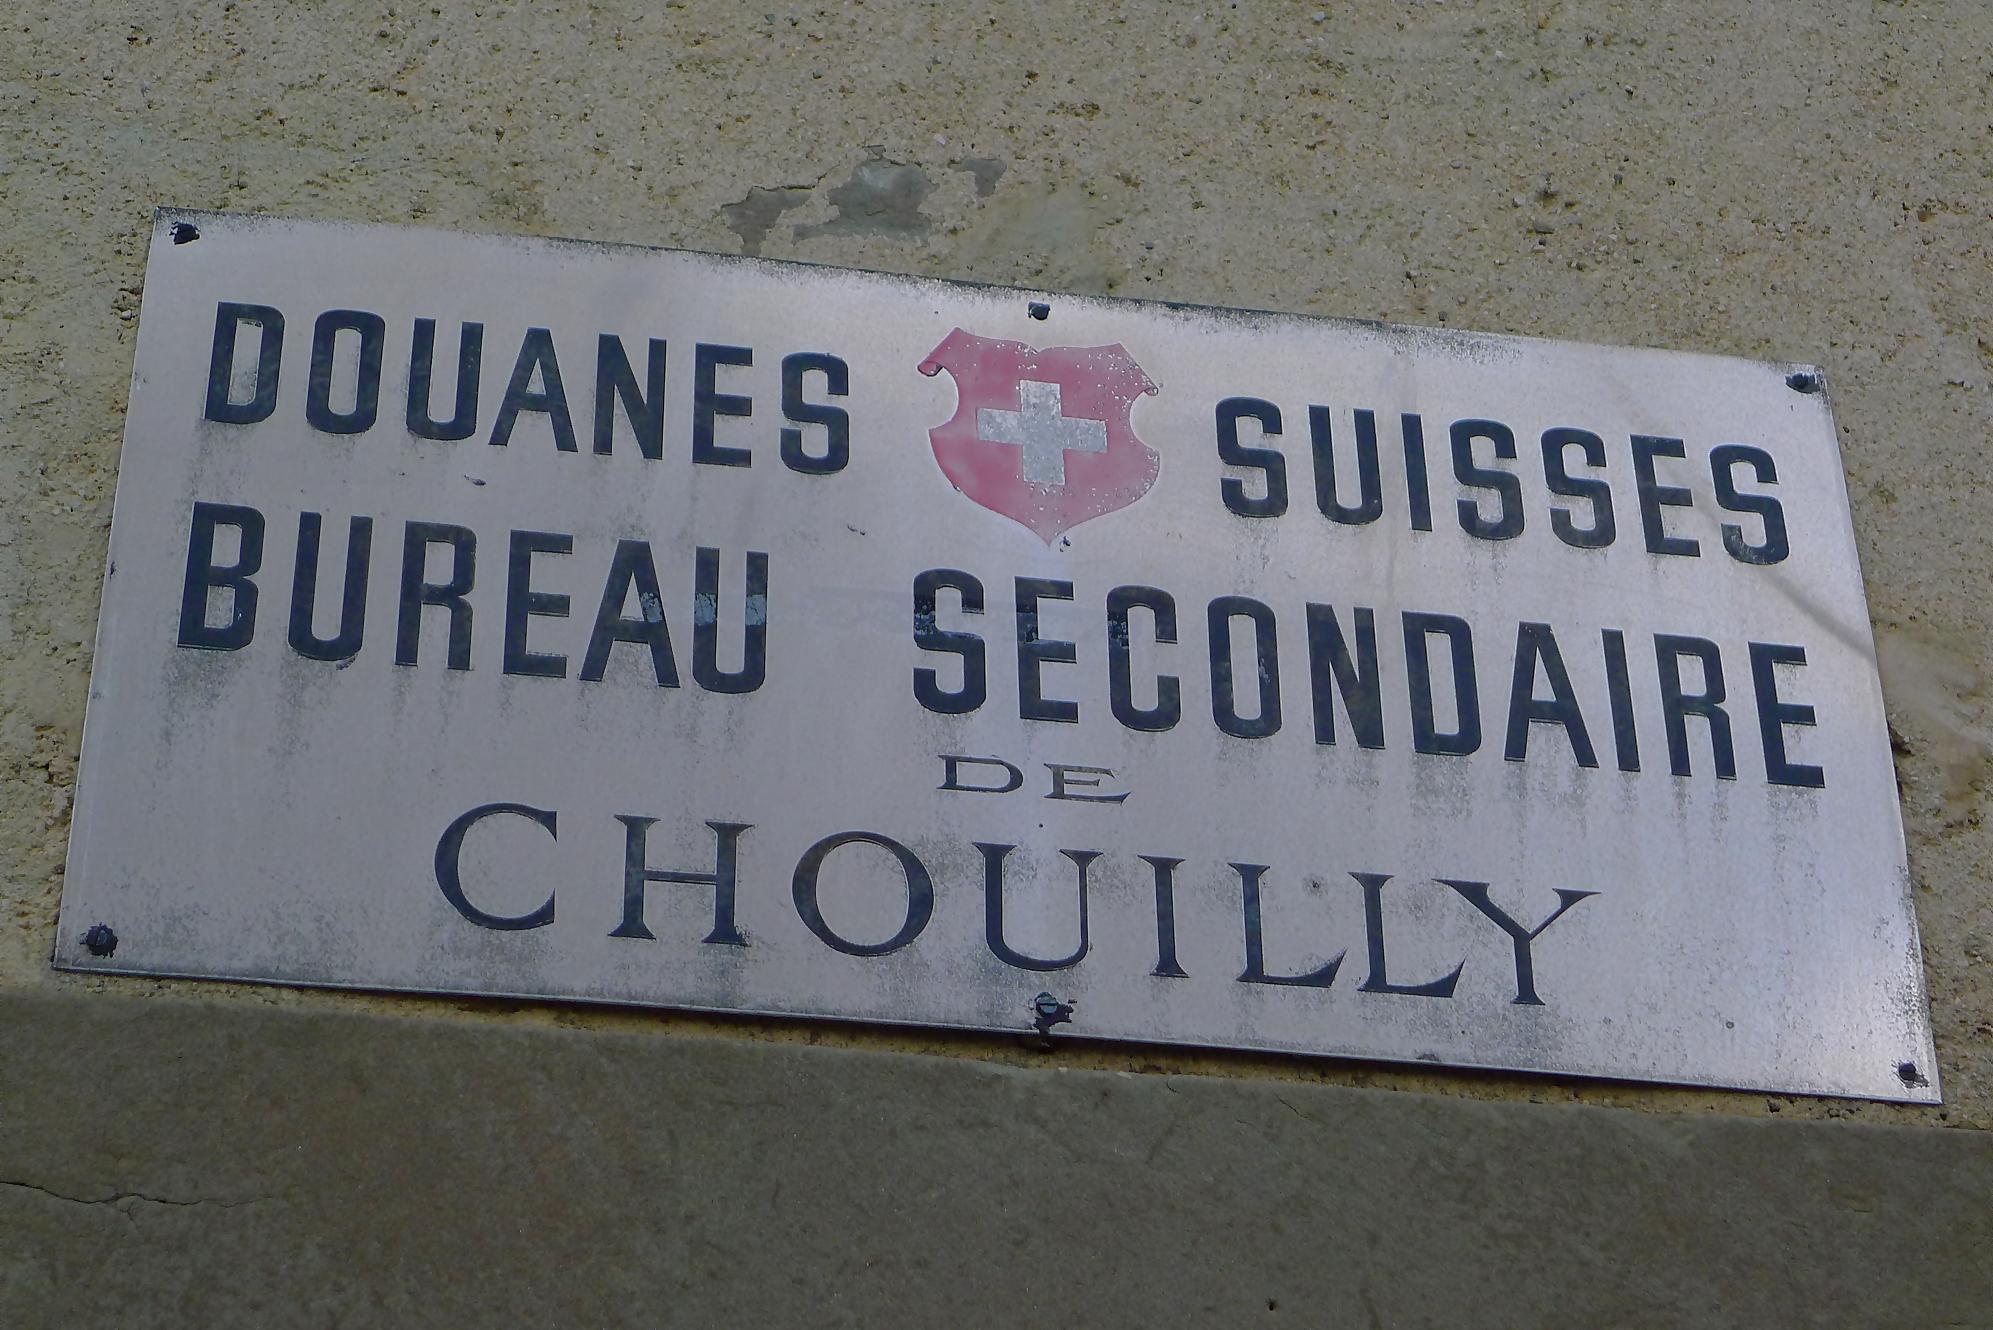 DOUANES SUISSES
BUREAU SECONDAIRE
DE
CHOUILLY